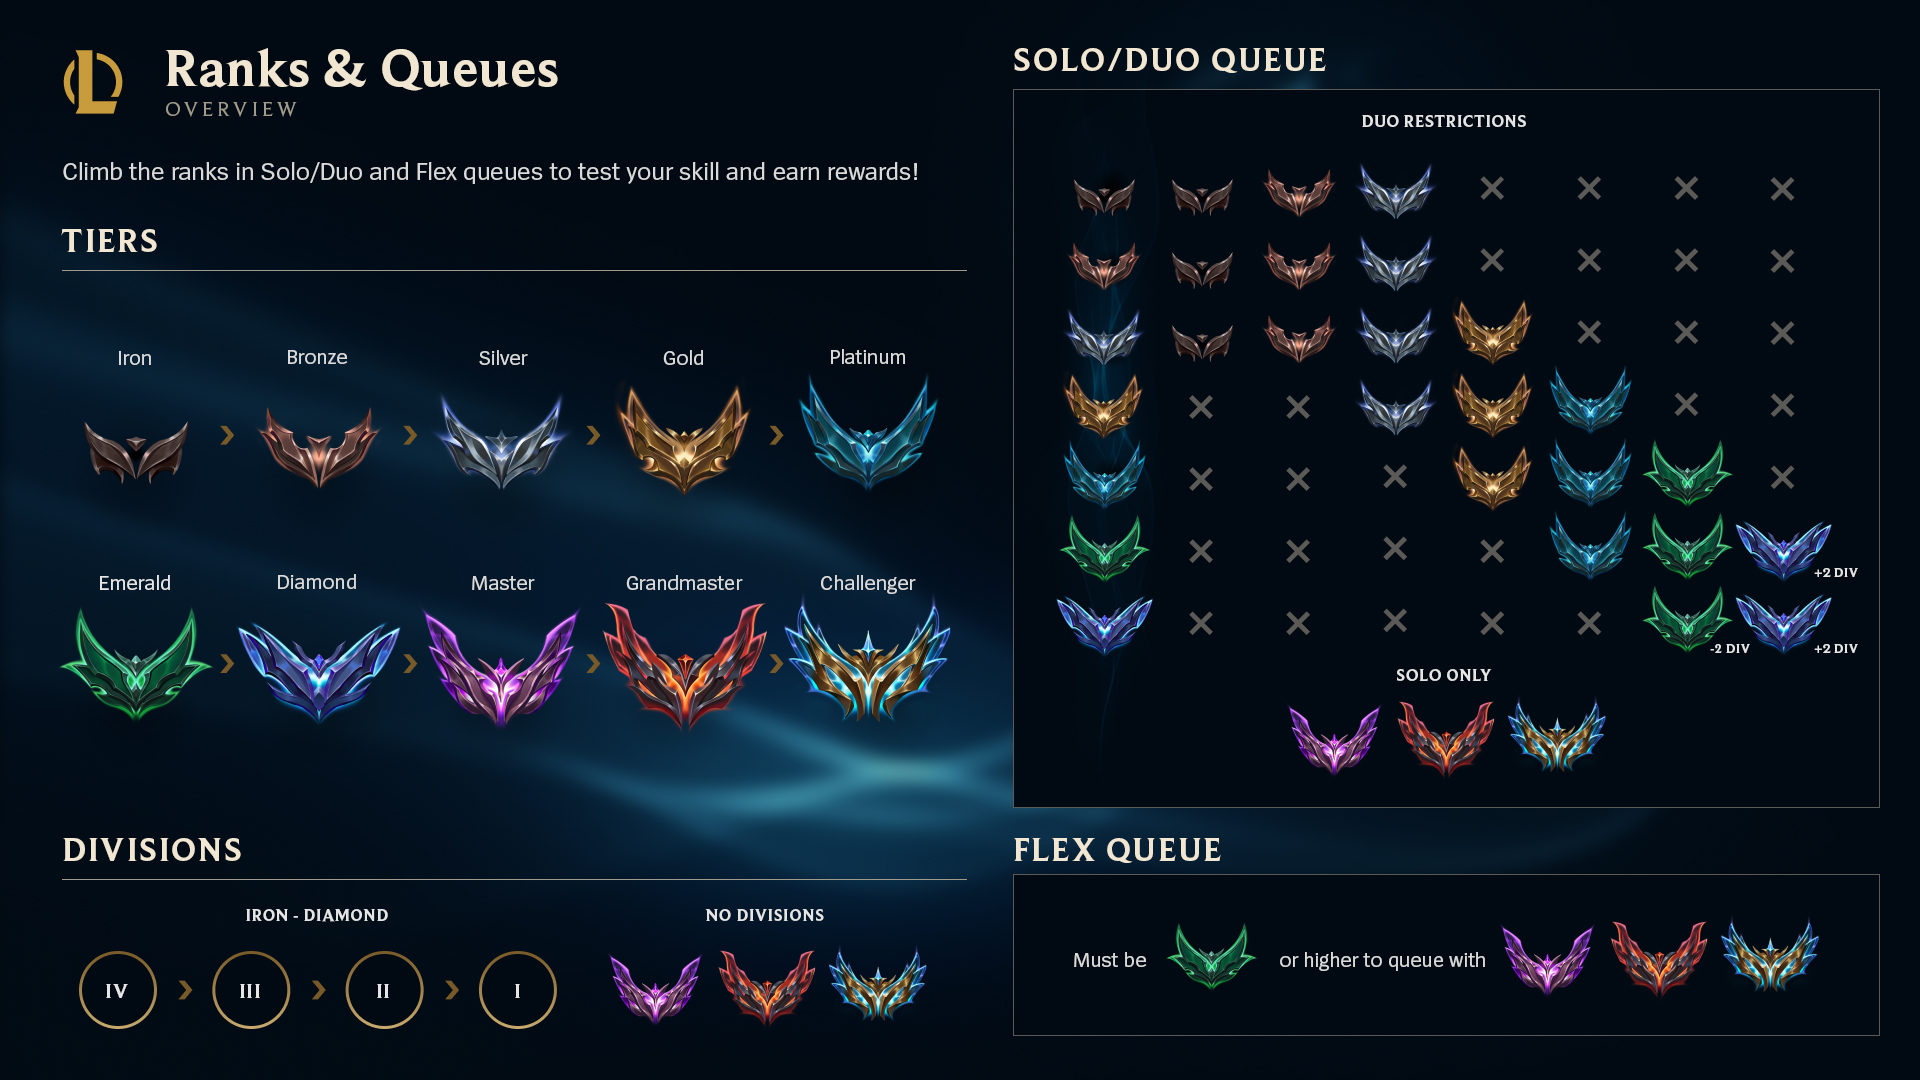 Ranks & Queues
OVERVIEW
Climb the ranks in Solo/Duo and Flex queues to test your skill and earn rewards!
TIERS
Iron
Bronze
Silver
Gold
Platinum
Emerald
Diamond
Master
Grandmaster
Challenger
DIVISIONS
IRON - DIAMOND
IV
III
II
I
NO DIVISIONS
SOLO/DUO QUEUE
DUO RESTRICTIONS
+2 DIV
-2 DIV
+2 DIV
SOLO ONLY
FLEX QUEUE
Must be
or higher to queue with